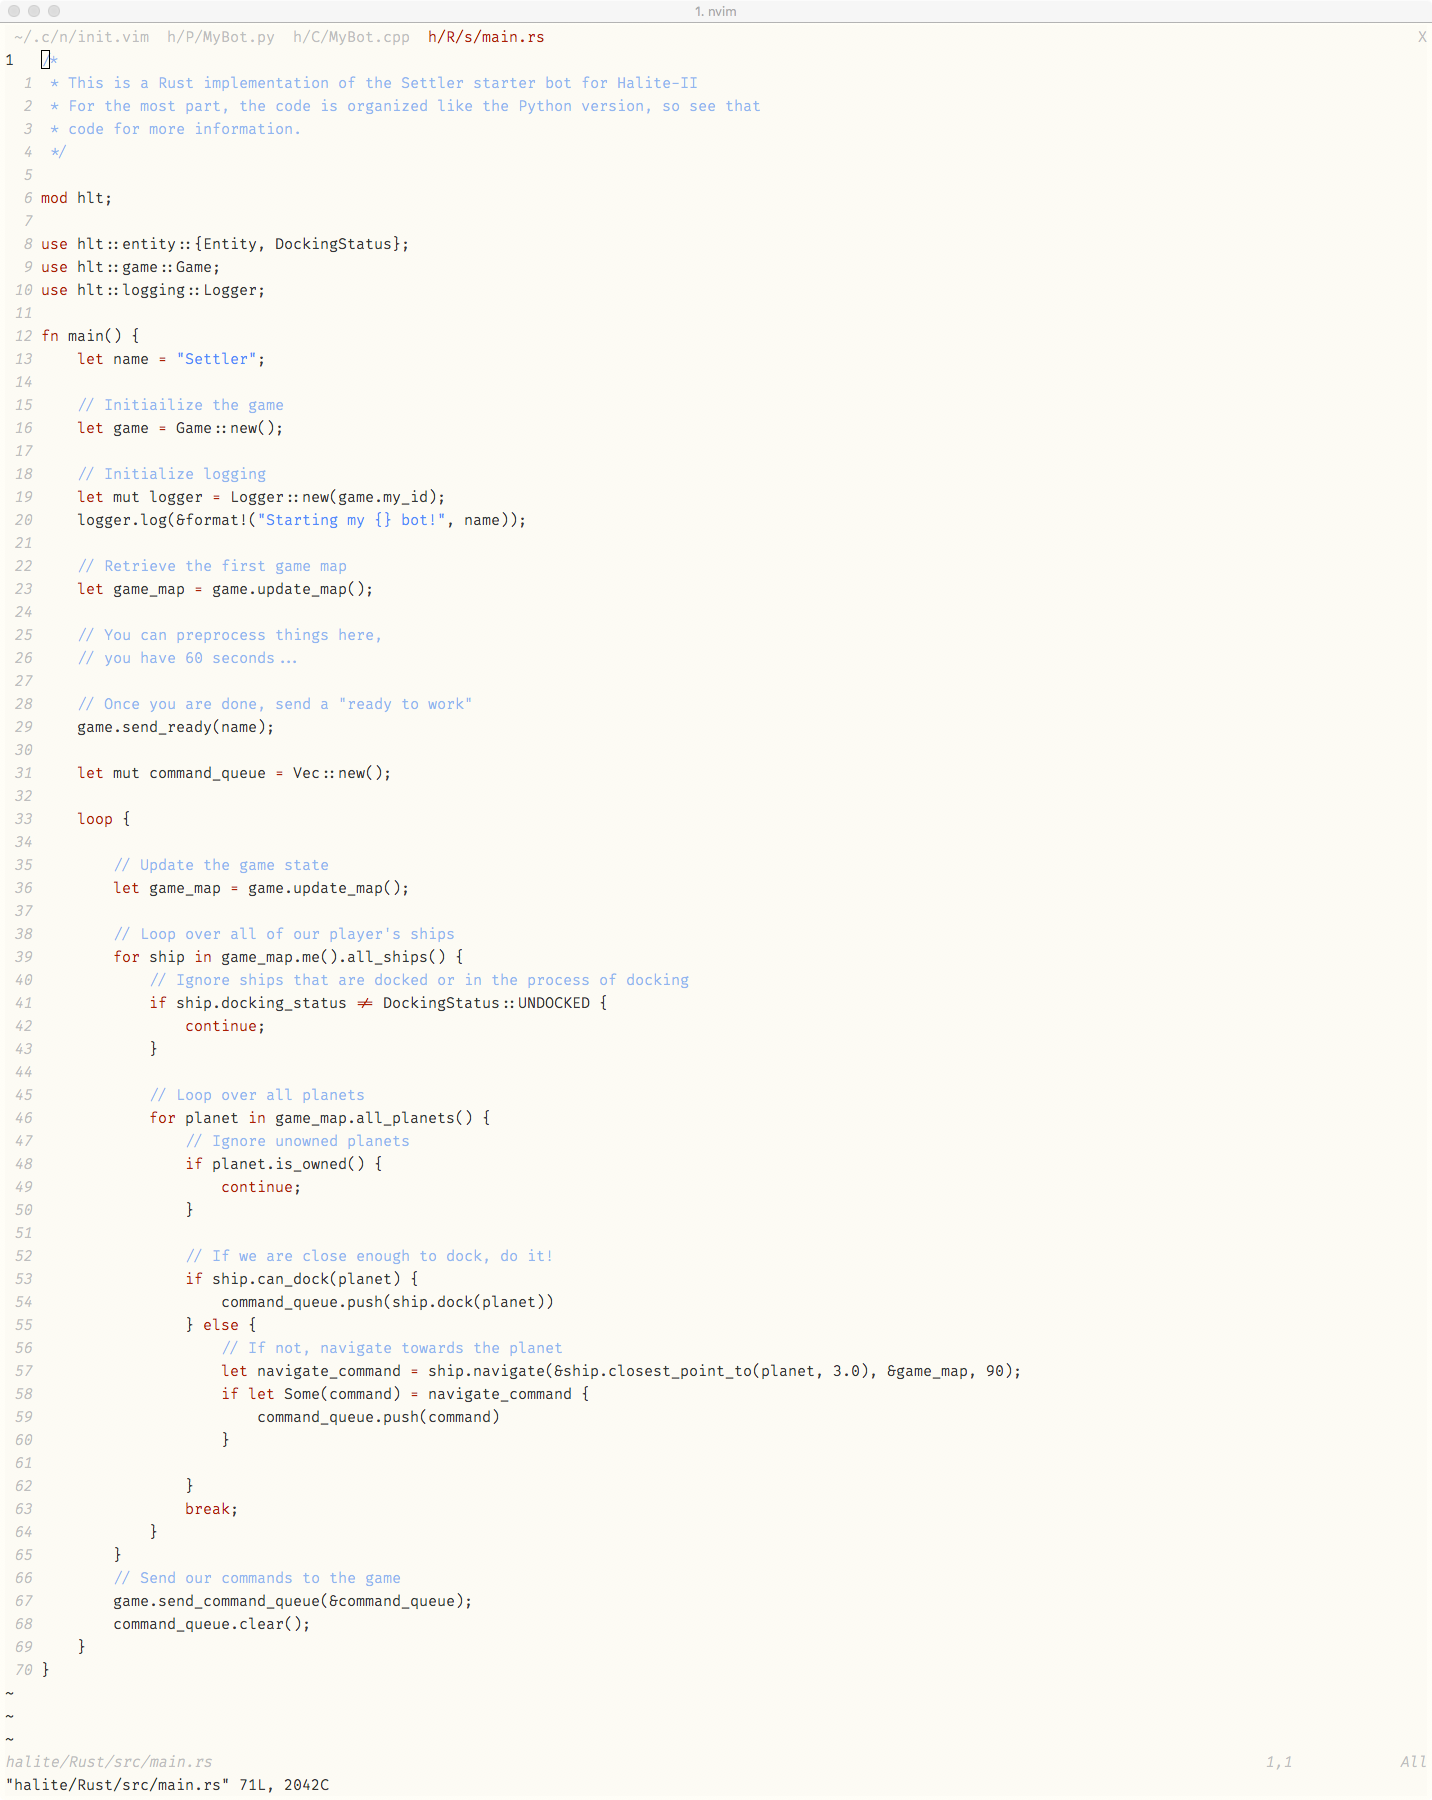 1. nvim
~/.c/n/init.vim  h/P/MyBot.py  h/C/MyBot.cpp  h/R/s/main.rs  X
1   /*
  1  * This is a Rust implementation of the Settler starter bot for Halite-II
  2  * For the most part, the code is organized like the Python version, so see that
  3  * code for more information.
  4  */
  5
  6 mod hlt;
  7
  8 use hlt::entity::{Entity, DockingStatus};
  9 use hlt::game::Game;
 10 use hlt::logging::Logger;
 11
 12 fn main() {
 13     let name = "Settler";
 14
 15     // Initiailize the game
 16     let game = Game::new();
 17
 18     // Initialize logging
 19     let mut logger = Logger::new(game.my_id);
 20     logger.log(&format!("Starting my {} bot!", name));
 21
 22     // Retrieve the first game map
 23     let game_map = game.update_map();
 24
 25     // You can preprocess things here,
 26     // you have 60 seconds...
 27
 28     // Once you are done, send a "ready to work"
 29     game.send_ready(name);
 30
 31     let mut command_queue = Vec::new();
 32
 33     loop {
 34
 35         // Update the game state
 36         let game_map = game.update_map();
 37
 38         // Loop over all of our player's ships
 39         for ship in game_map.me().all_ships() {
 40             // Ignore ships that are docked or in the process of docking
 41             if ship.docking_status != DockingStatus::UNDOCKED {
 42                 continue;
 43             }
 44
 45             // Loop over all planets
 46             for planet in game_map.all_planets() {
 47                 // Ignore unowned planets
 48                 if planet.is_owned() {
 49                     continue;
 50                 }
 51
 52                 // If we are close enough to dock, do it!
 53                 if ship.can_dock(planet) {
 54                     command_queue.push(ship.dock(planet))
 55                 } else {
 56                     // If not, navigate towards the planet
 57                     let navigate_command = ship.navigate(&ship.closest_point_to(planet, 3.0), &game_map, 90);
 58                     if let Some(command) = navigate_command {
 59                         command_queue.push(command)
 60                     }
 61
 62                 }
 63                 break;
 64             }
 65         }
 66         // Send our commands to the game
 67         game.send_command_queue(&command_queue);
 68         command_queue.clear();
 69     }
 70 }
~
~
~
halite/Rust/src/main.rs  1,1  All
"halite/Rust/src/main.rs" 71L, 2042C